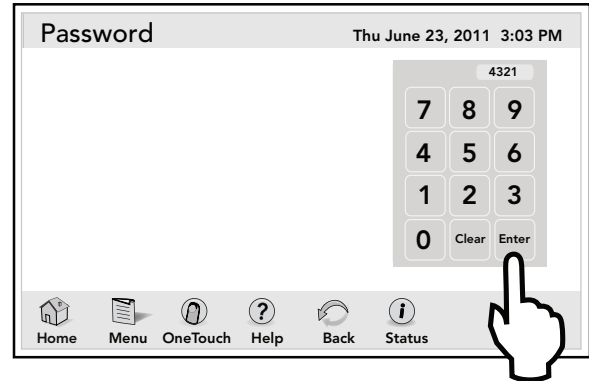 Password Thu June 23, 2011 3:03 PM
4321
7 8 9
4 5 6
1 2 3
0 Clear Enter
? i
Home Menu OneTouch Help Back Status